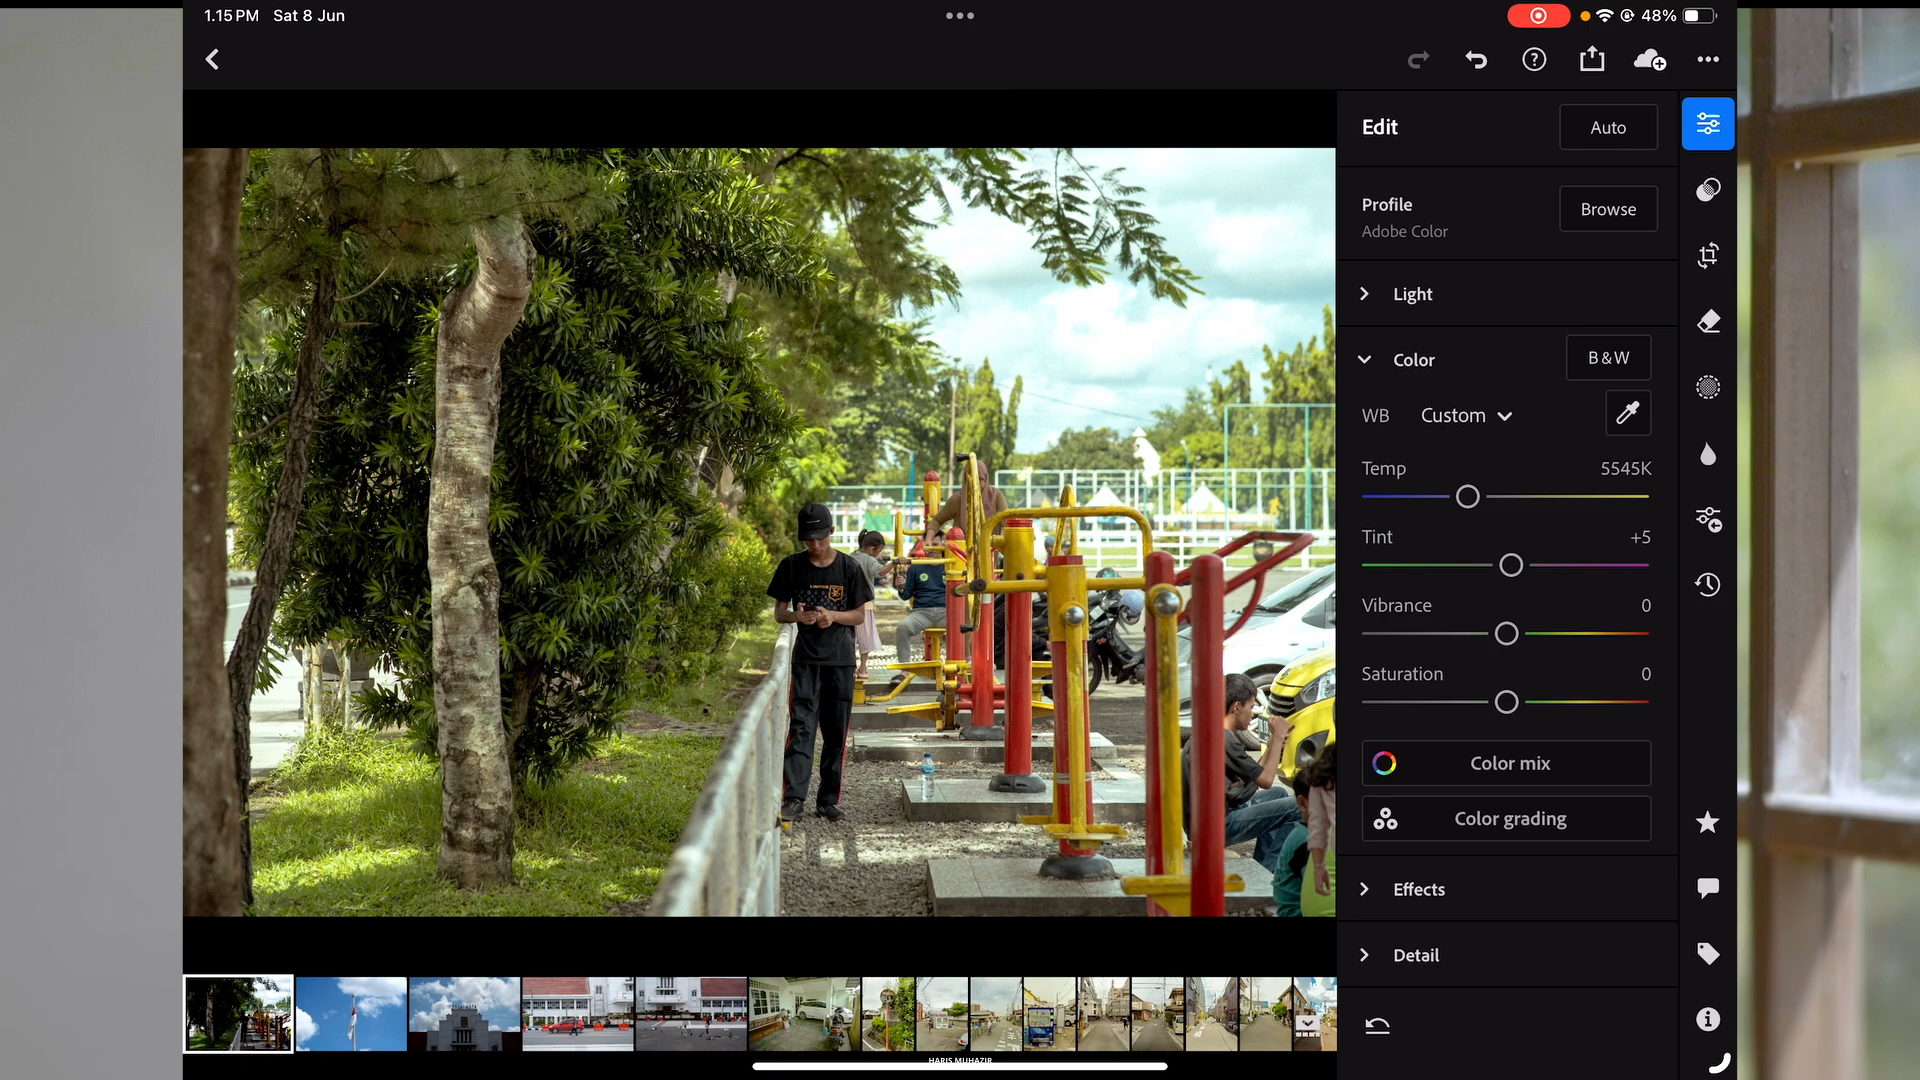 1.15 PM Sat 8 Jun
48%
Edit
Auto
Profile
Adobe Color
Browse
Light
Color
B & W
WB
Custom
Temp
5545K
Tint
+5
Vibrance
0
Saturation
0
Color mix
Color grading
Effects
Detail
HARIS MUHAZIR